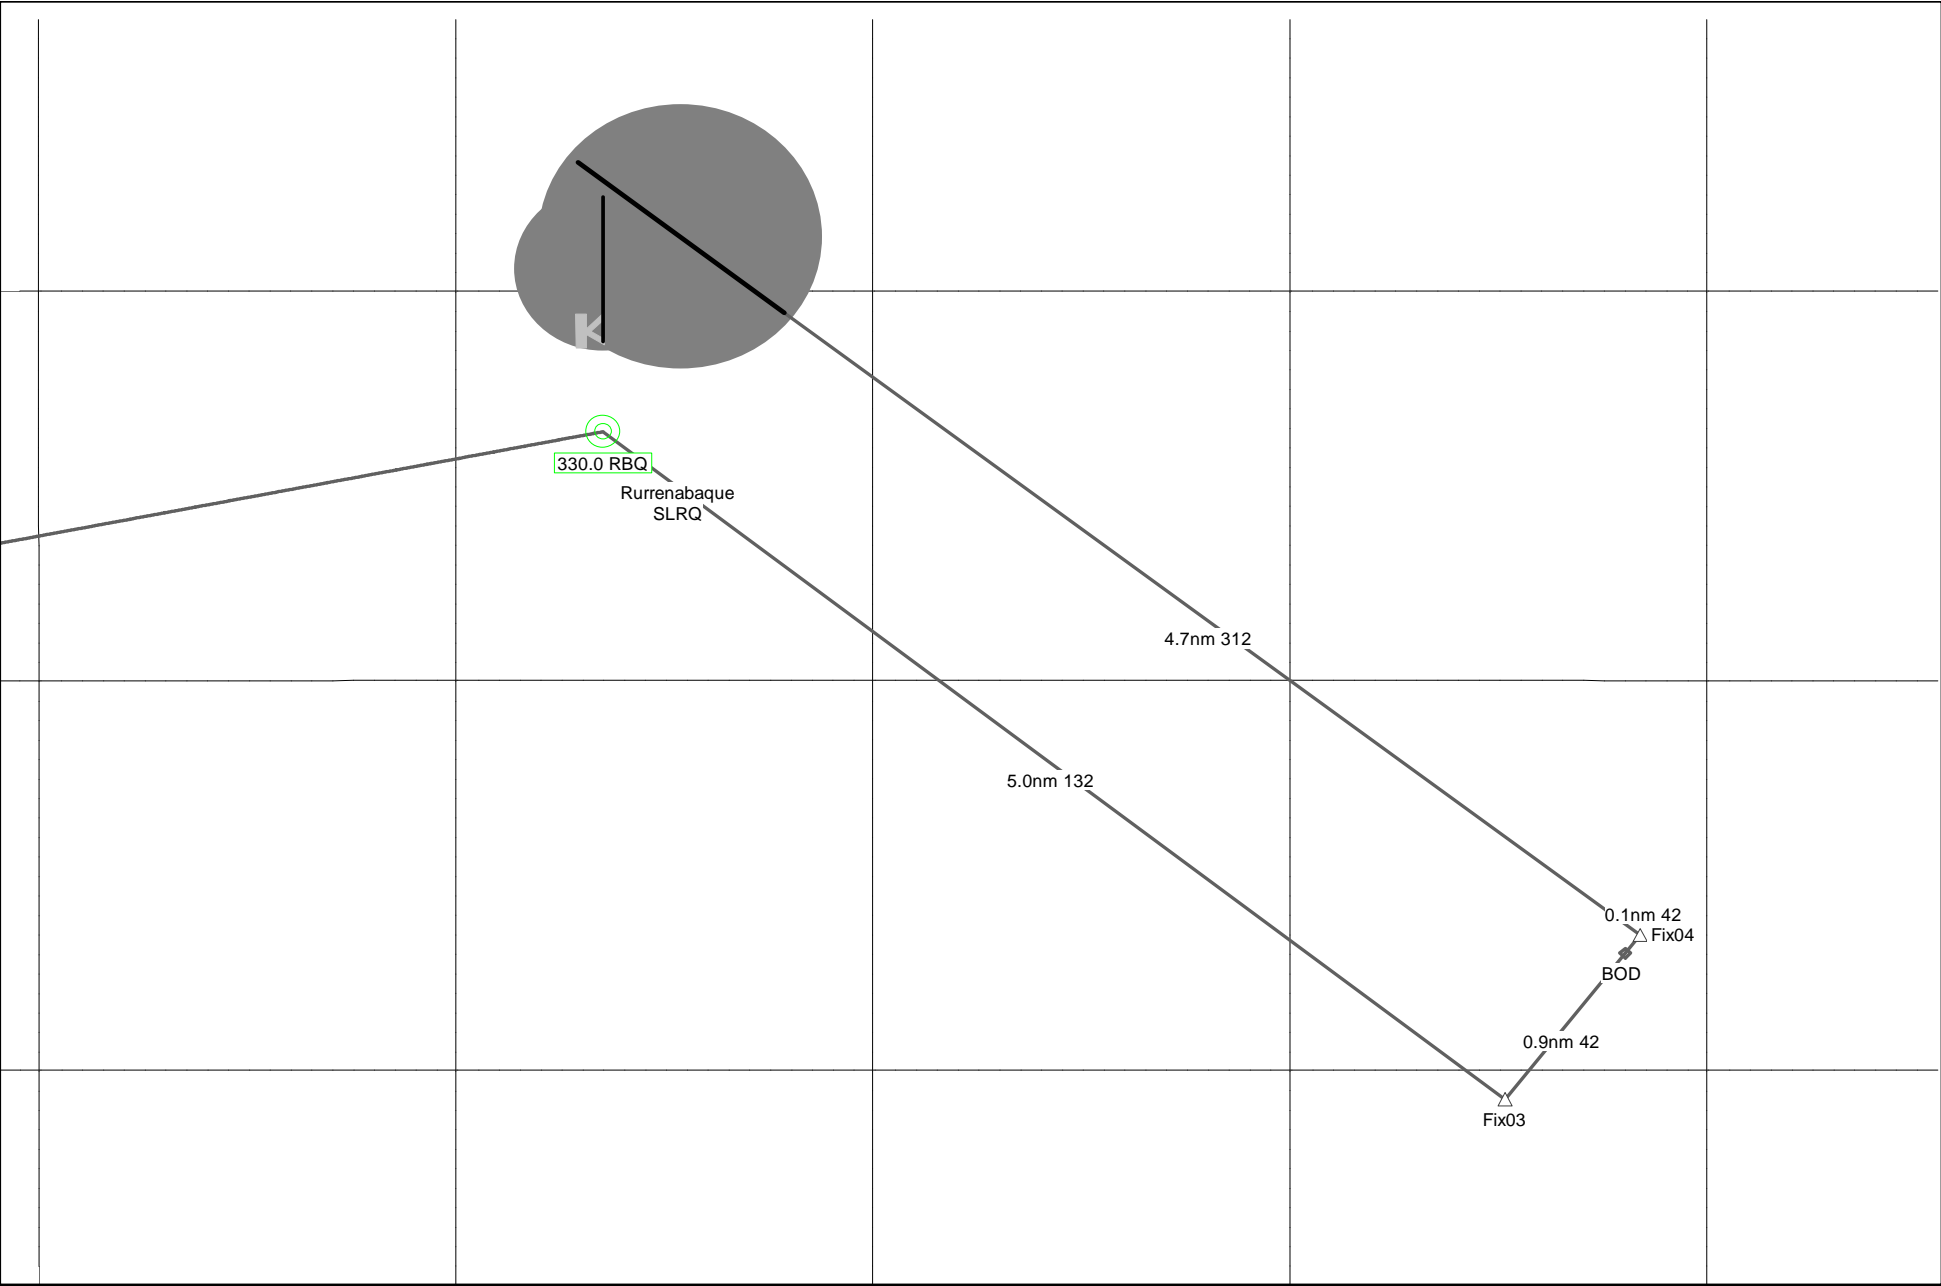 K
330.0 RBQ
Rurrenabaque
SLRQ
4.7nm 312
5.0nm 132
0.1nm 42
Fix04
BOD
0.9nm 42
Fix03